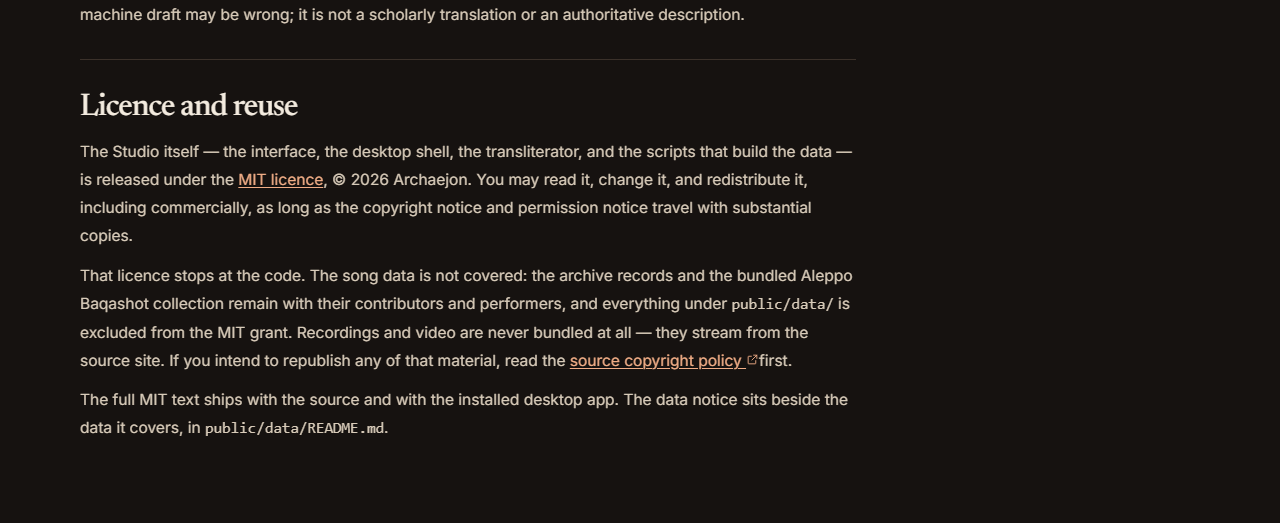 machine draft may be wrong; it is not a scholarly translation or an authoritative description.
Licence and reuse
The Studio itself — the interface, the desktop shell, the transliterator, and the scripts that build the data —
is released under the MIT licence, © 2026 Archaejon. You may read it, change it, and redistribute it,
including commercially, as long as the copyright notice and permission notice travel with substantial
copies.
That licence stops at the code. The song data is not covered: the archive records and the bundled Aleppo
Baqashot collection remain with their contributors and performers, and everything under public/data/ is
excluded from the MIT grant. Recordings and video are never bundled at all — they stream from the
source site. If you intend to republish any of that material, read the source copyright policy first.
The full MIT text ships with the source and with the installed desktop app. The data notice sits beside the
data it covers, in public/data/README.md.